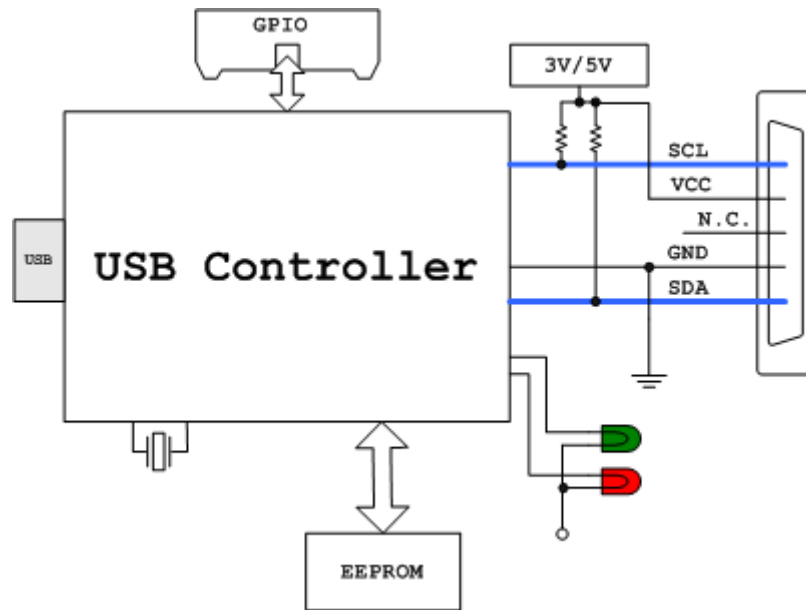 GPIO
3V/5V
SCL
VCC
N.C.
USB
USB Controller
GND
SDA
EEPROM